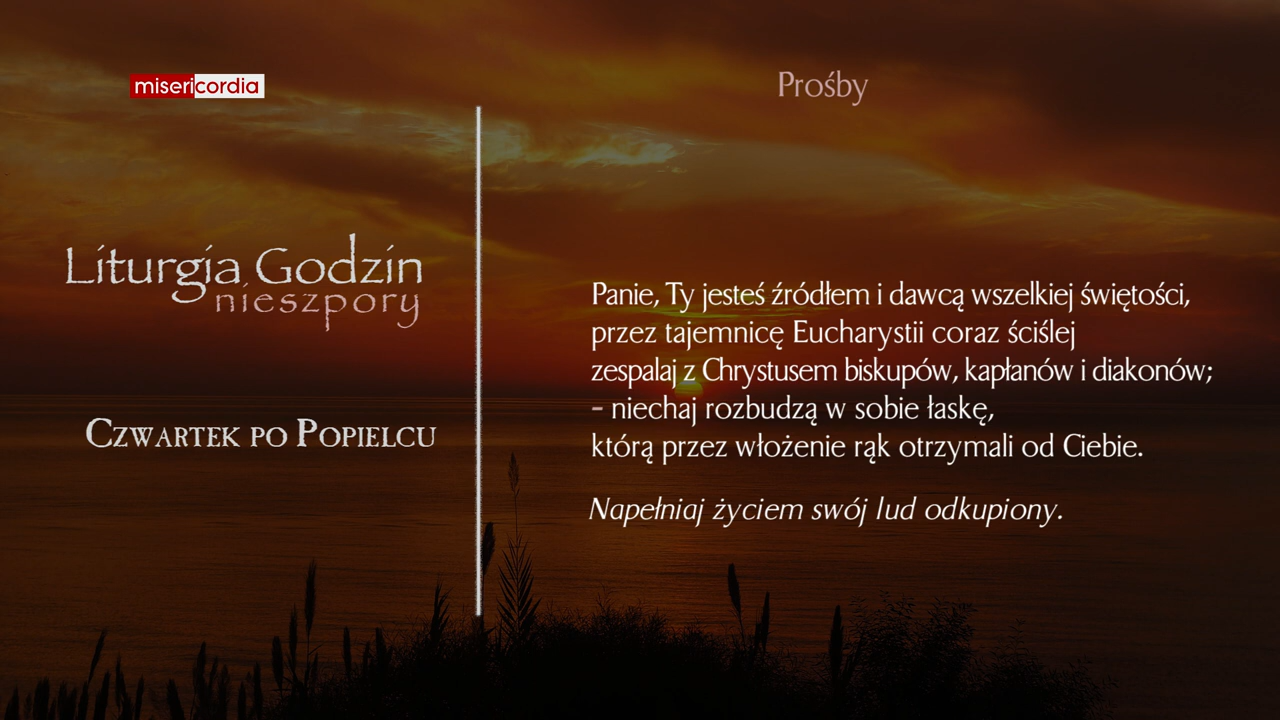 misericordia
Prośby
Liturgia Godzin
nieszpory
Czwartek po Popielcu
Panie, Ty jesteś źródłem i dawcą wszelkiej świętości,
przez tajemnicę Eucharystii coraz ściślej
zespalaj z Chrystusem biskupów, kapłanów i diakonów;
- niechaj rozbudzą w sobie łaskę,
którą przez włożenie rąk otrzymali od Ciebie.
Napełniaj życiem swój lud odkupiony.